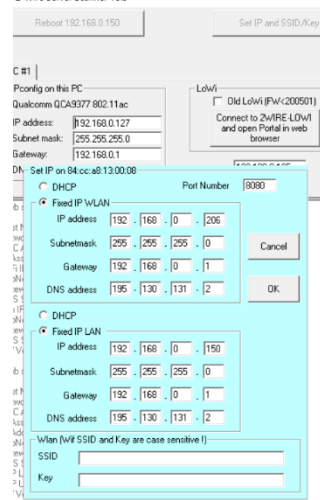 Reboot 192.168.0.150
Set IP and SSID/Key
C #1
Pconfig on this PC
Qualcomm QCA9377 802.11ac
IP address: 192.168.0.127
Subnet mask: 255.255.255.0
Gateway: 192.168.0.1
LoWi
Old LoWi (FW<200501)
Connect to 2WIRE-LOWI
and open Portal in web
browser
Set IP on 84:cc:a8:13:00:08
DHCP
Port Number 8080
Fixed IP WLAN
IP address 192 . 168 . 0 . 206
Subnetmask 255 . 255 . 255 . 0
Gateway 192 . 168 . 0 . 1
DNS address 195 . 130 . 131 . 2
Cancel
OK
DHCP
Fixed IP LAN
IP address 192 . 168 . 0 . 150
Subnetmask 255 . 255 . 255 . 0
Gateway 192 . 168 . 0 . 1
DNS address 195 . 130 . 131 . 2
Wlan (Wif SSID and Key are case sensitive !)
SSID
Key